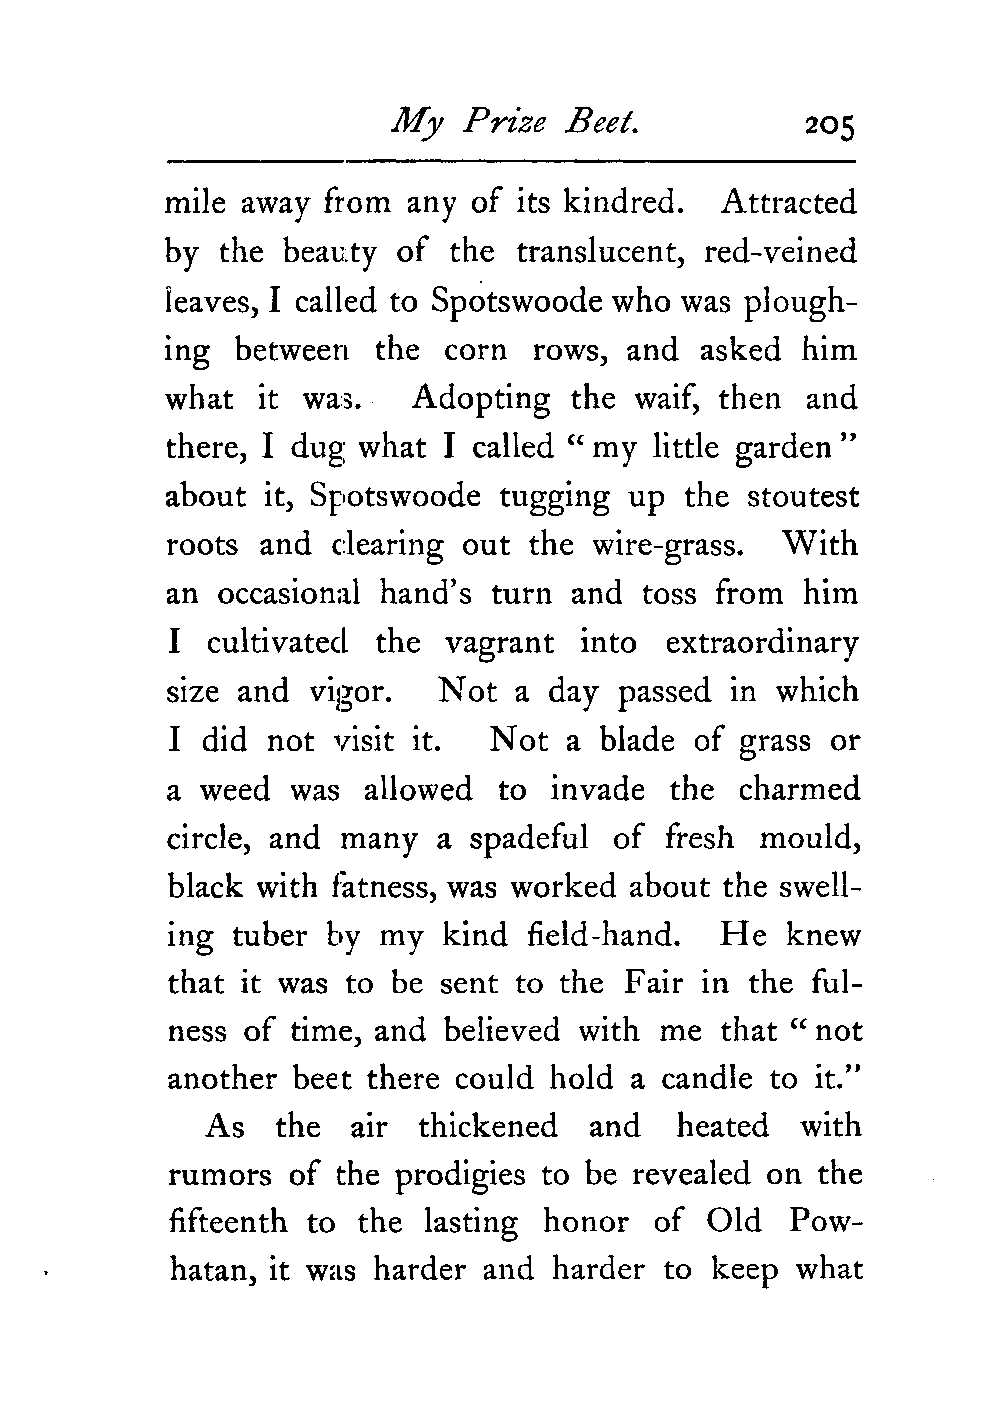 My Prize Beet. 205
mile away from any of its kindred. Attracted
by the beauty of the translucent, red-veined
leaves, I called to Spotswoode who was plough-
ing between the corn rows, and asked him
what it was. Adopting the waif, then and
there, I dug what I called “my little garden”
about it, Spotswoode tugging up the stoutest
roots and clearing out the wire-grass. With
an occasional hand’s turn and toss from him
I cultivated the vagrant into extraordinary
size and vigor. Not a day passed in which
I did not visit it. Not a blade of grass or
a weed was allowed to invade the charmed
circle, and many a spadeful of fresh mould,
black with fatness, was worked about the swell-
ing tuber by my kind field-hand. He knew
that it was to be sent to the Fair in the ful-
ness of time, and believed with me that “not
another beet there could hold a candle to it.”
As the air thickened and heated with
rumors of the prodigies to be revealed on the
fifteenth to the lasting honor of Old Pow-
hatan, it was harder and harder to keep what